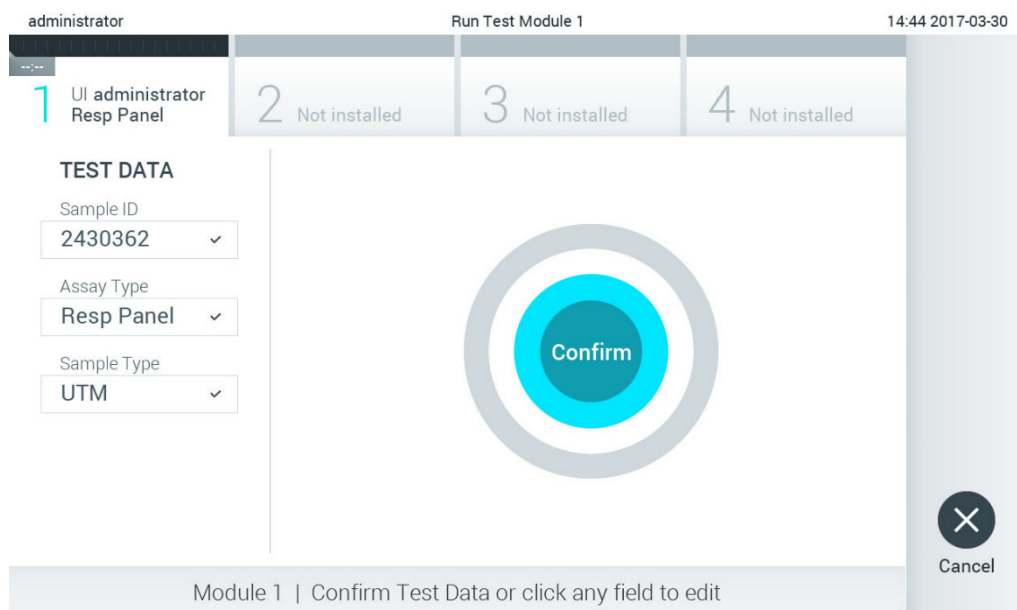 administrator Run Test Module 1 14:44 2017-03-30
--:--
1 UI administrator
Resp Panel
2 Not installed
3 Not installed
4 Not installed
TEST DATA
Sample ID
2430362
Assay Type
Resp Panel
Sample Type
UTM
Confirm
Cancel
Module 1 | Confirm Test Data or click any field to edit